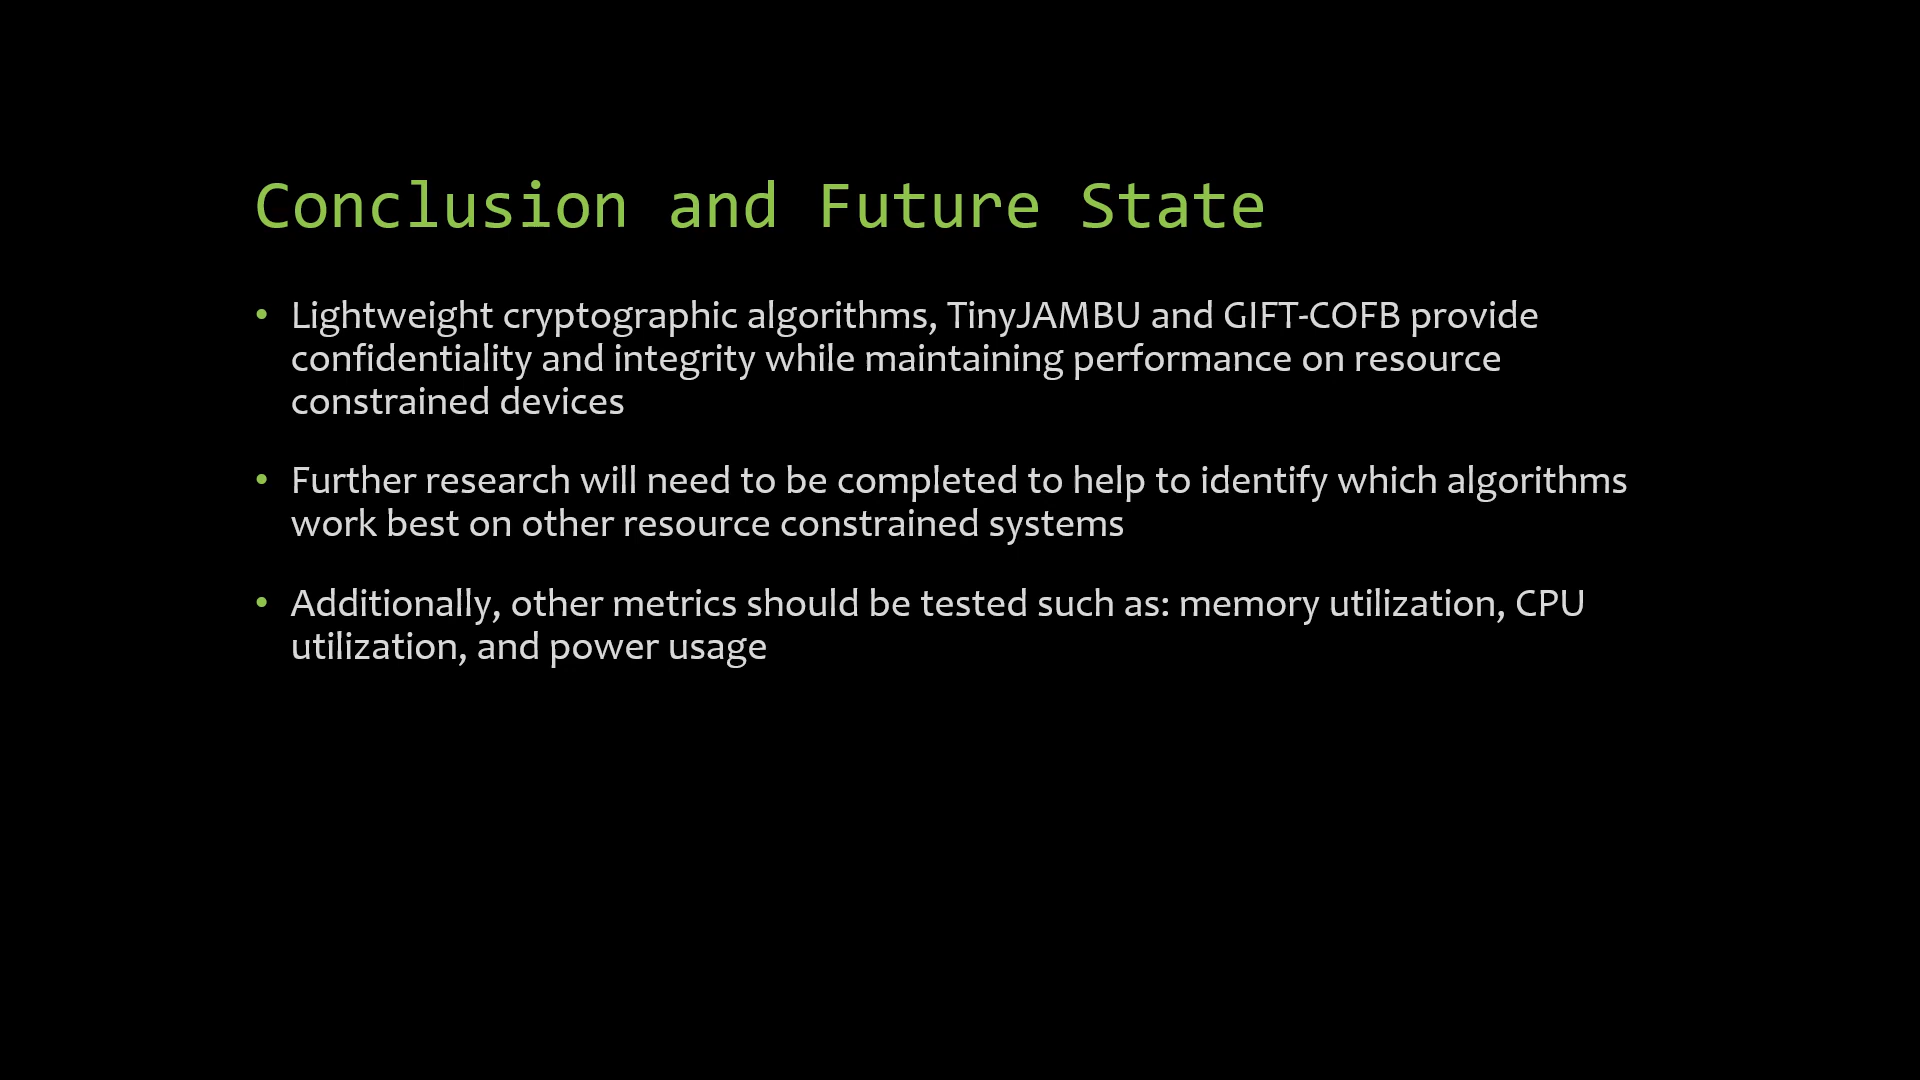 Conclusion and Future State
• Lightweight cryptographic algorithms, TinyJAMBU and GIFT-COFB provide
confidentiality and integrity while maintaining performance on resource
constrained devices
• Further research will need to be completed to help to identify which algorithms
work best on other resource constrained systems
• Additionally, other metrics should be tested such as: memory utilization, CPU
utilization, and power usage